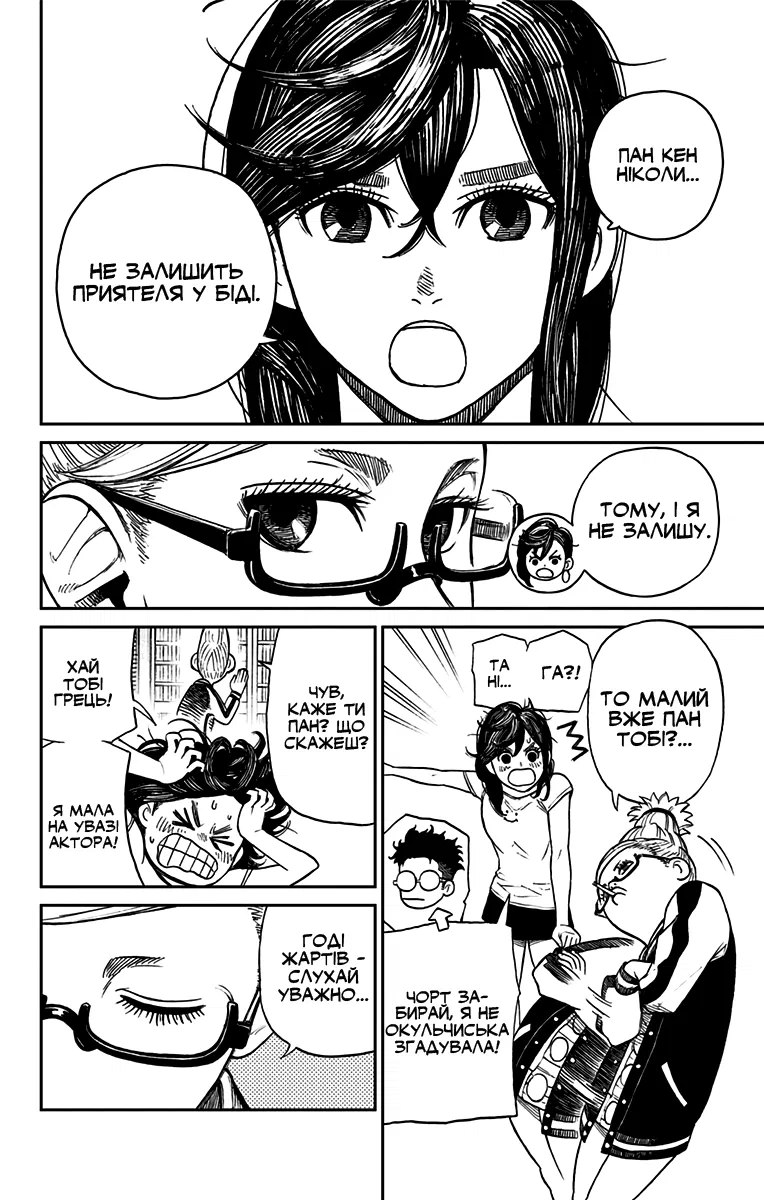 ПАН КЕН
НІКОЛИ...
НЕ ЗАЛИШИТЬ
ПРИЯТЕЛЯ У БІДІ.
ТОМУ, І Я
НЕ ЗАЛИШУ.
ТО МАЛИЙ
ВЖЕ ПАН
ТОБІ?...
ГА?!
ТА
НІ...
ЧОРТ ЗА-
БИРАЙ, Я НЕ
ОКУЛЬЧИСЬКА
ЗГАДУВАЛА!
ЧУВ,
КАЖЕ ТИ
ПАН? ЩО
СКАЖЕШ?
ХАЙ
ТОБІ
ГРЕЦЬ!
Я МАЛА
НА УВАЗІ
АКТОРА!
ГОДІ
ЖАРТІВ -
СЛУХАЙ
УВАЖНО...